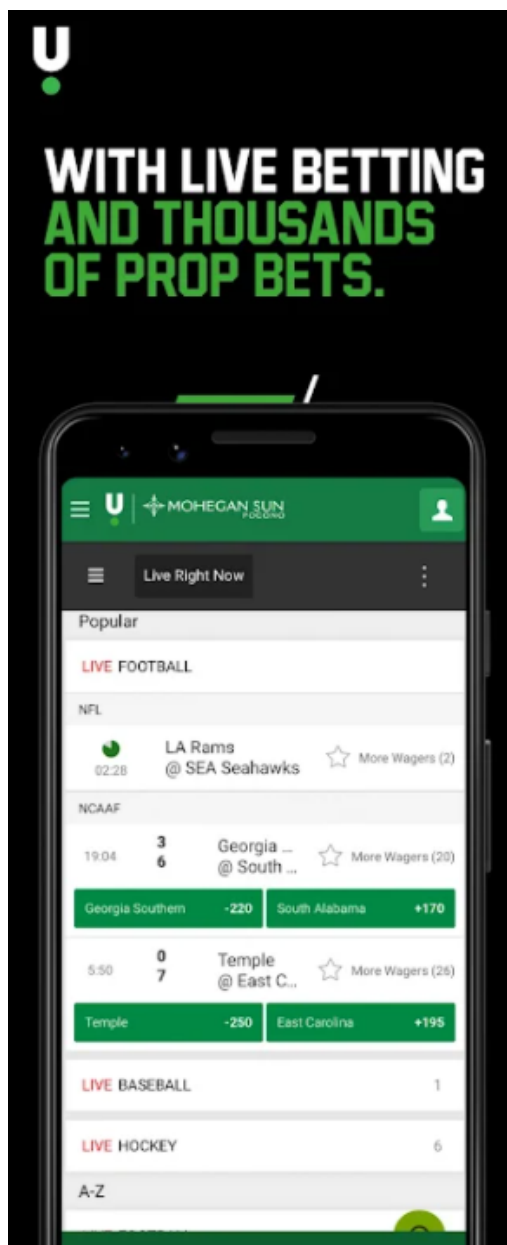 U
WITH LIVE BETTING
AND THOUSANDS
OF PROP BETS.
U MOHEGAN SUN
POCONO
Live Right Now
Popular
LIVE FOOTBALL
NFL
LA Rams
02:28 @ SEA Seahawks More Wagers (2)
NCAAF
19:04 3 Georgia ... More Wagers (20)
6 @ South ...
Georgia Southern -220 South Alabama +170
5:50 0 Temple More Wagers (26)
7 @ East C...
Temple -250 East Carolina +195
LIVE BASEBALL 1
LIVE HOCKEY 6
A-Z